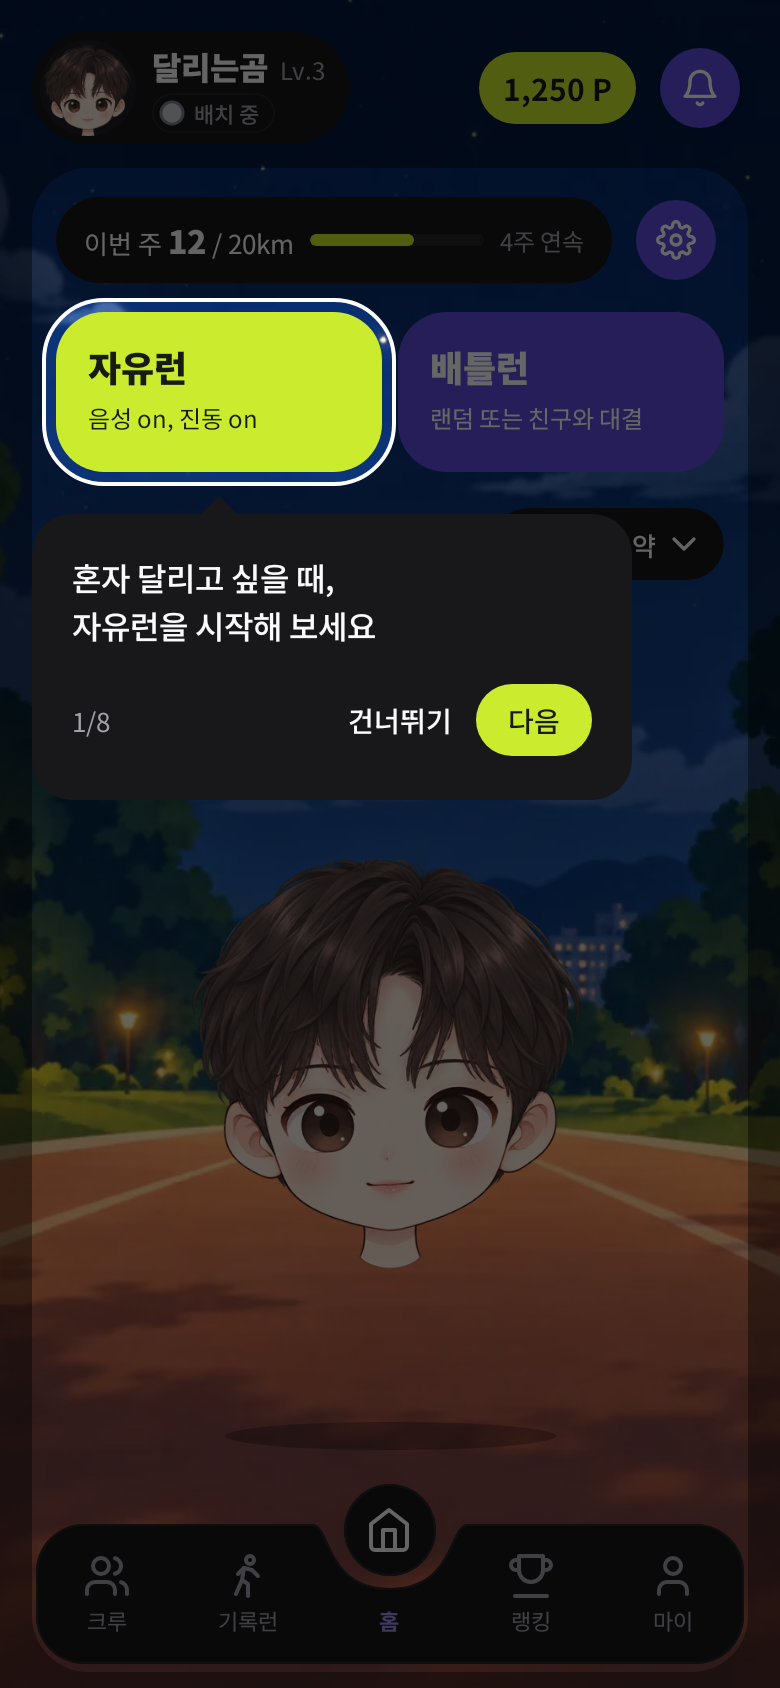 달리는곰 Lv.3
배치 중
1,250 P
이번 주 12 / 20km
4주 연속
자유런
음성 on, 진동 on
배틀런
랜덤 또는 친구와 대결
약
혼자 달리고 싶을 때,
자유런을 시작해 보세요
1/8
건너뛰기
다음
크루
기록런
홈
랭킹
마이